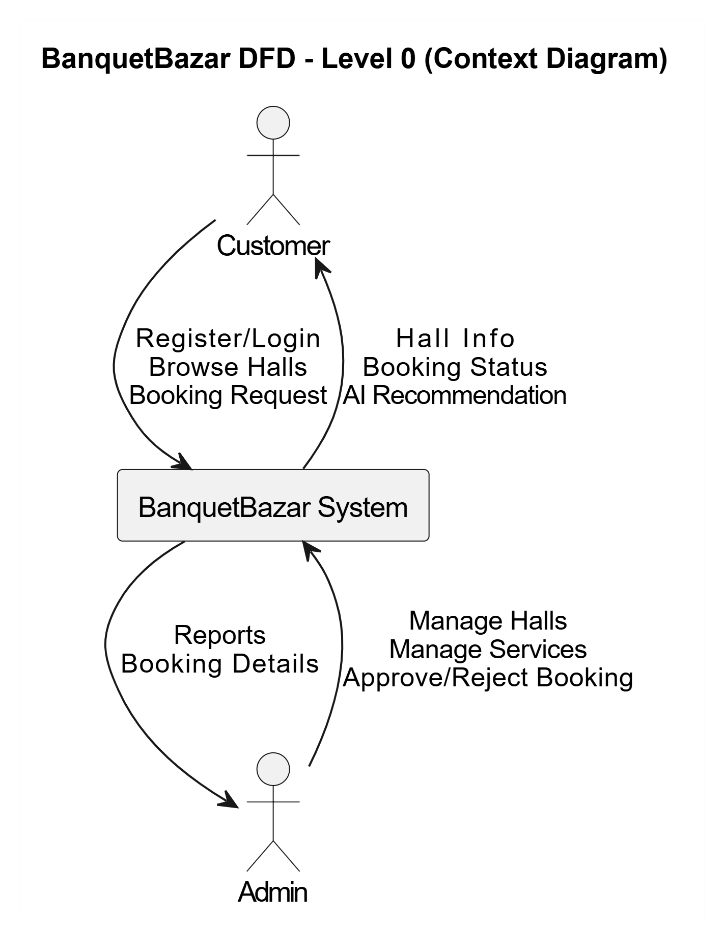 BanquetBazar DFD - Level 0 (Context Diagram)
Customer
Register/Login
Browse Halls
Booking Request
Hall Info
Booking Status
AI Recommendation
BanquetBazar System
Reports
Booking Details
Manage Halls
Manage Services
Approve/Reject Booking
Admin